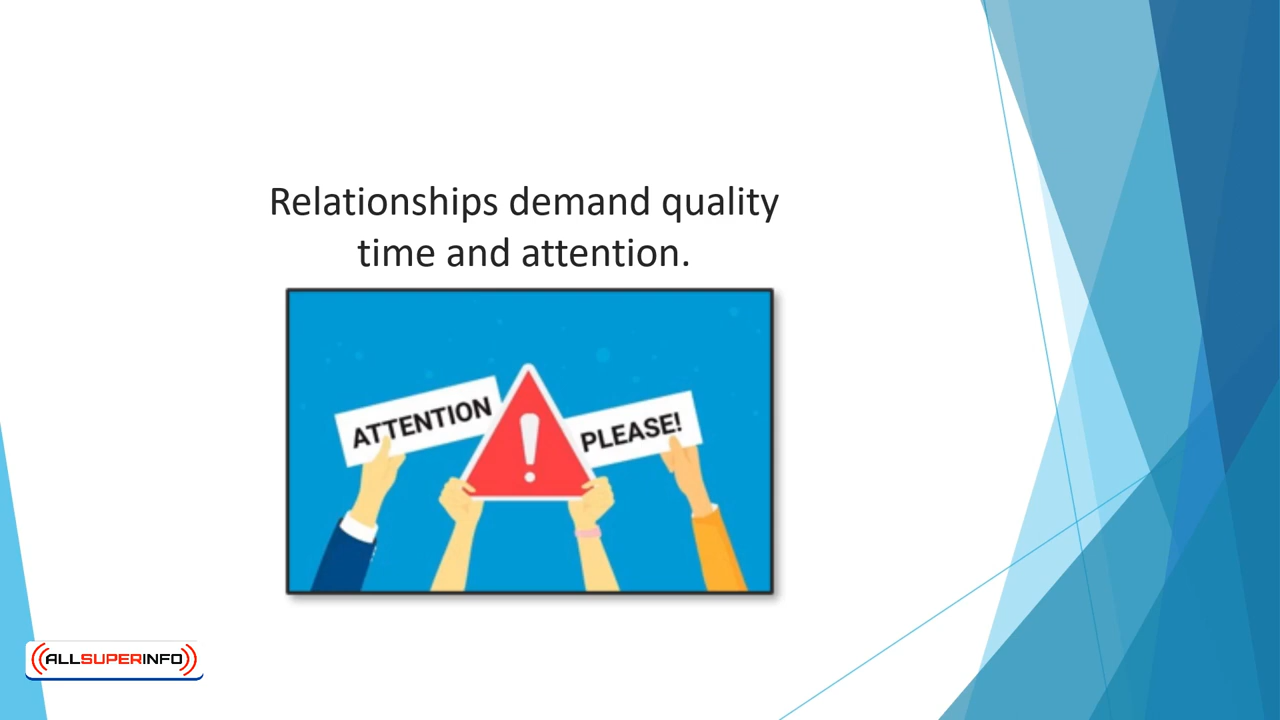 Relationships demand quality
time and attention.
ATTENTION
!
PLEASE!
ALLSUPERINFO